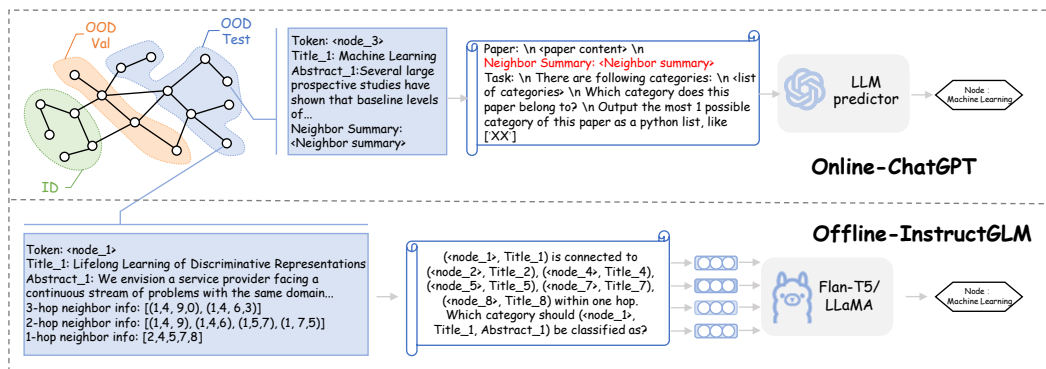 OOD
Val
OOD
Test
ID
Token: <node_3>
Title_1: Machine Learning
Abstract_1:Several large
prospective studies have
shown that baseline levels
of...
Neighbor Summary:
<Neighbor summary>
Paper: \n <paper content> \n
Neighbor Summary: <Neighbor summary>
Task: \n There are following categories: \n <list
of categories> \n Which category does this
paper belong to? \n Output the most 1 possible
category of this paper as a python list, like
['XX']
LLM
predictor
Node :
Machine Learning
Online-ChatGPT
Token: <node_1>
Title_1: Lifelong Learning of Discriminative Representations
Abstract_1: We envision a service provider facing a
continuous stream of problems with the same domain...
3-hop neighbor info: [(1,4, 9,0), (1,4, 6,3)]
2-hop neighbor info: [(1,4, 9), (1,4,6), (1,5,7), (1, 7,5)]
1-hop neighbor info: [2,4,5,7,8]
(<node_1>, Title_1) is connected to
(<node_2>, Title_2), (<node_4>, Title_4),
(<node_5>, Title_5), (<node_7>, Title_7),
(<node_8>, Title_8) within one hop.
Which category should (<node_1>,
Title_1, Abstract_1) be classified as?
Offline-InstructGLM
Flan-T5/
LLaMA
Node :
Machine Learning